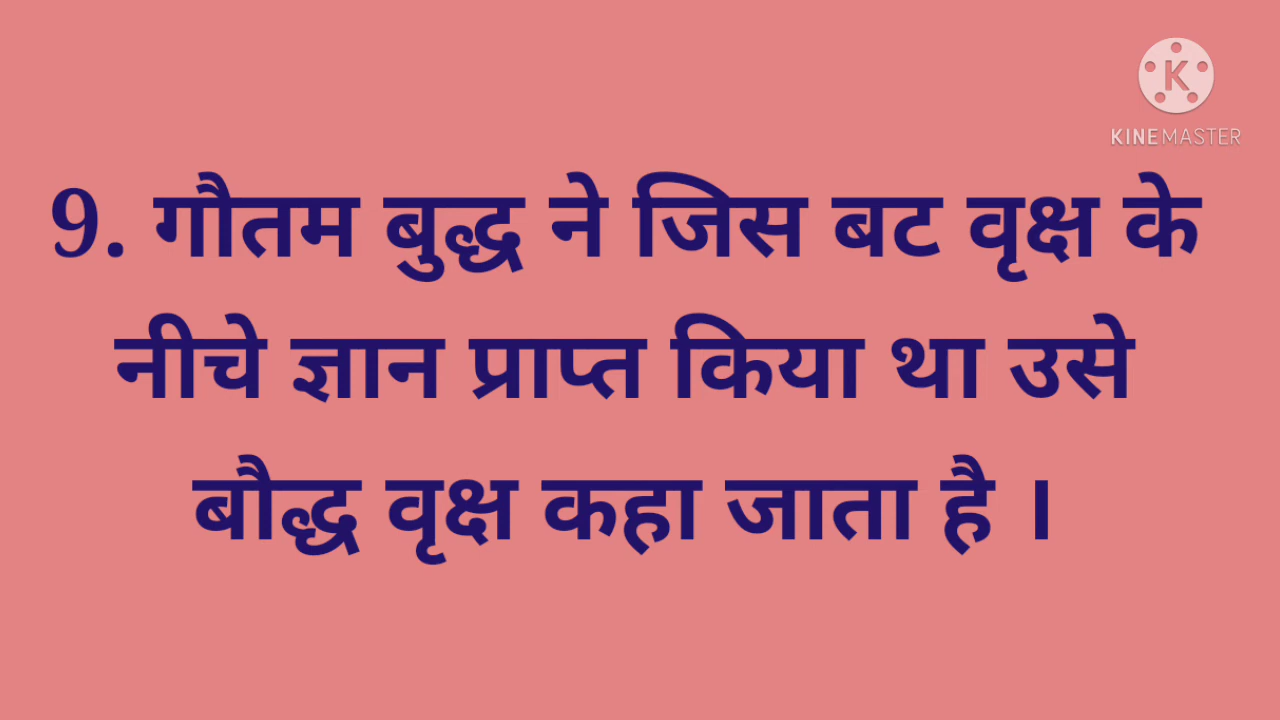 KINEMASTER
9. गौतम बुद्ध ने जिस बट वृक्ष के
नीचे ज्ञान प्राप्त किया था उसे
बौद्ध वृक्ष कहा जाता है ।